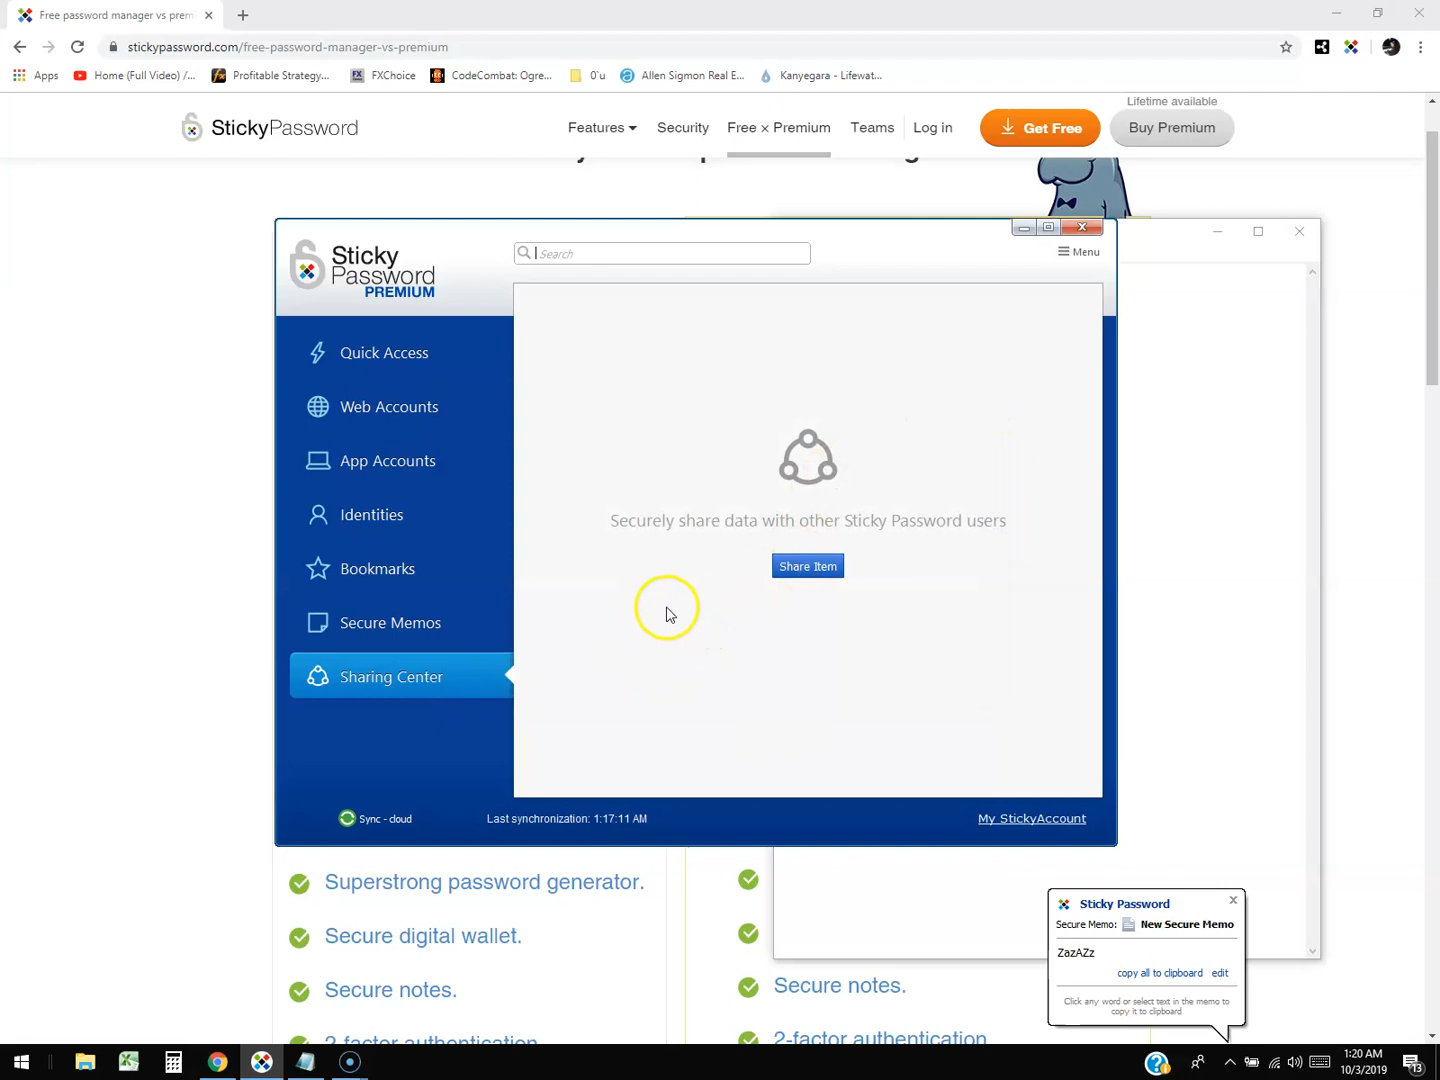 Free password manager vs prem
stickypassword.com/free-password-manager-vs-premium
Apps
Home (Full Video) /...
Profitable Strategy...
FXChoice
CodeCombat: Ogre...
0`u
Allen Sigmon Real E...
Kanyegara - Lifewat...
StickyPassword
Features
Security
Free × Premium
Teams
Log in
Get Free
Lifetime available
Buy Premium
Sticky
Password
PREMIUM
Search
Menu
Quick Access
Web Accounts
App Accounts
Identities
Bookmarks
Secure Memos
Sharing Center
Securely share data with other Sticky Password users
Share Item
Sync - cloud
Last synchronization: 1:17:11 AM
My StickyAccount
Superstrong password generator.
Secure digital wallet.
Secure notes.
2-factor authentication
Secure notes.
2-factor authentication
Sticky Password
Secure Memo: New Secure Memo
ZazAZz
copy all to clipboard edit
Click any word or select text in the memo to
copy it to clipboard
1:20 AM
10/3/2019
13